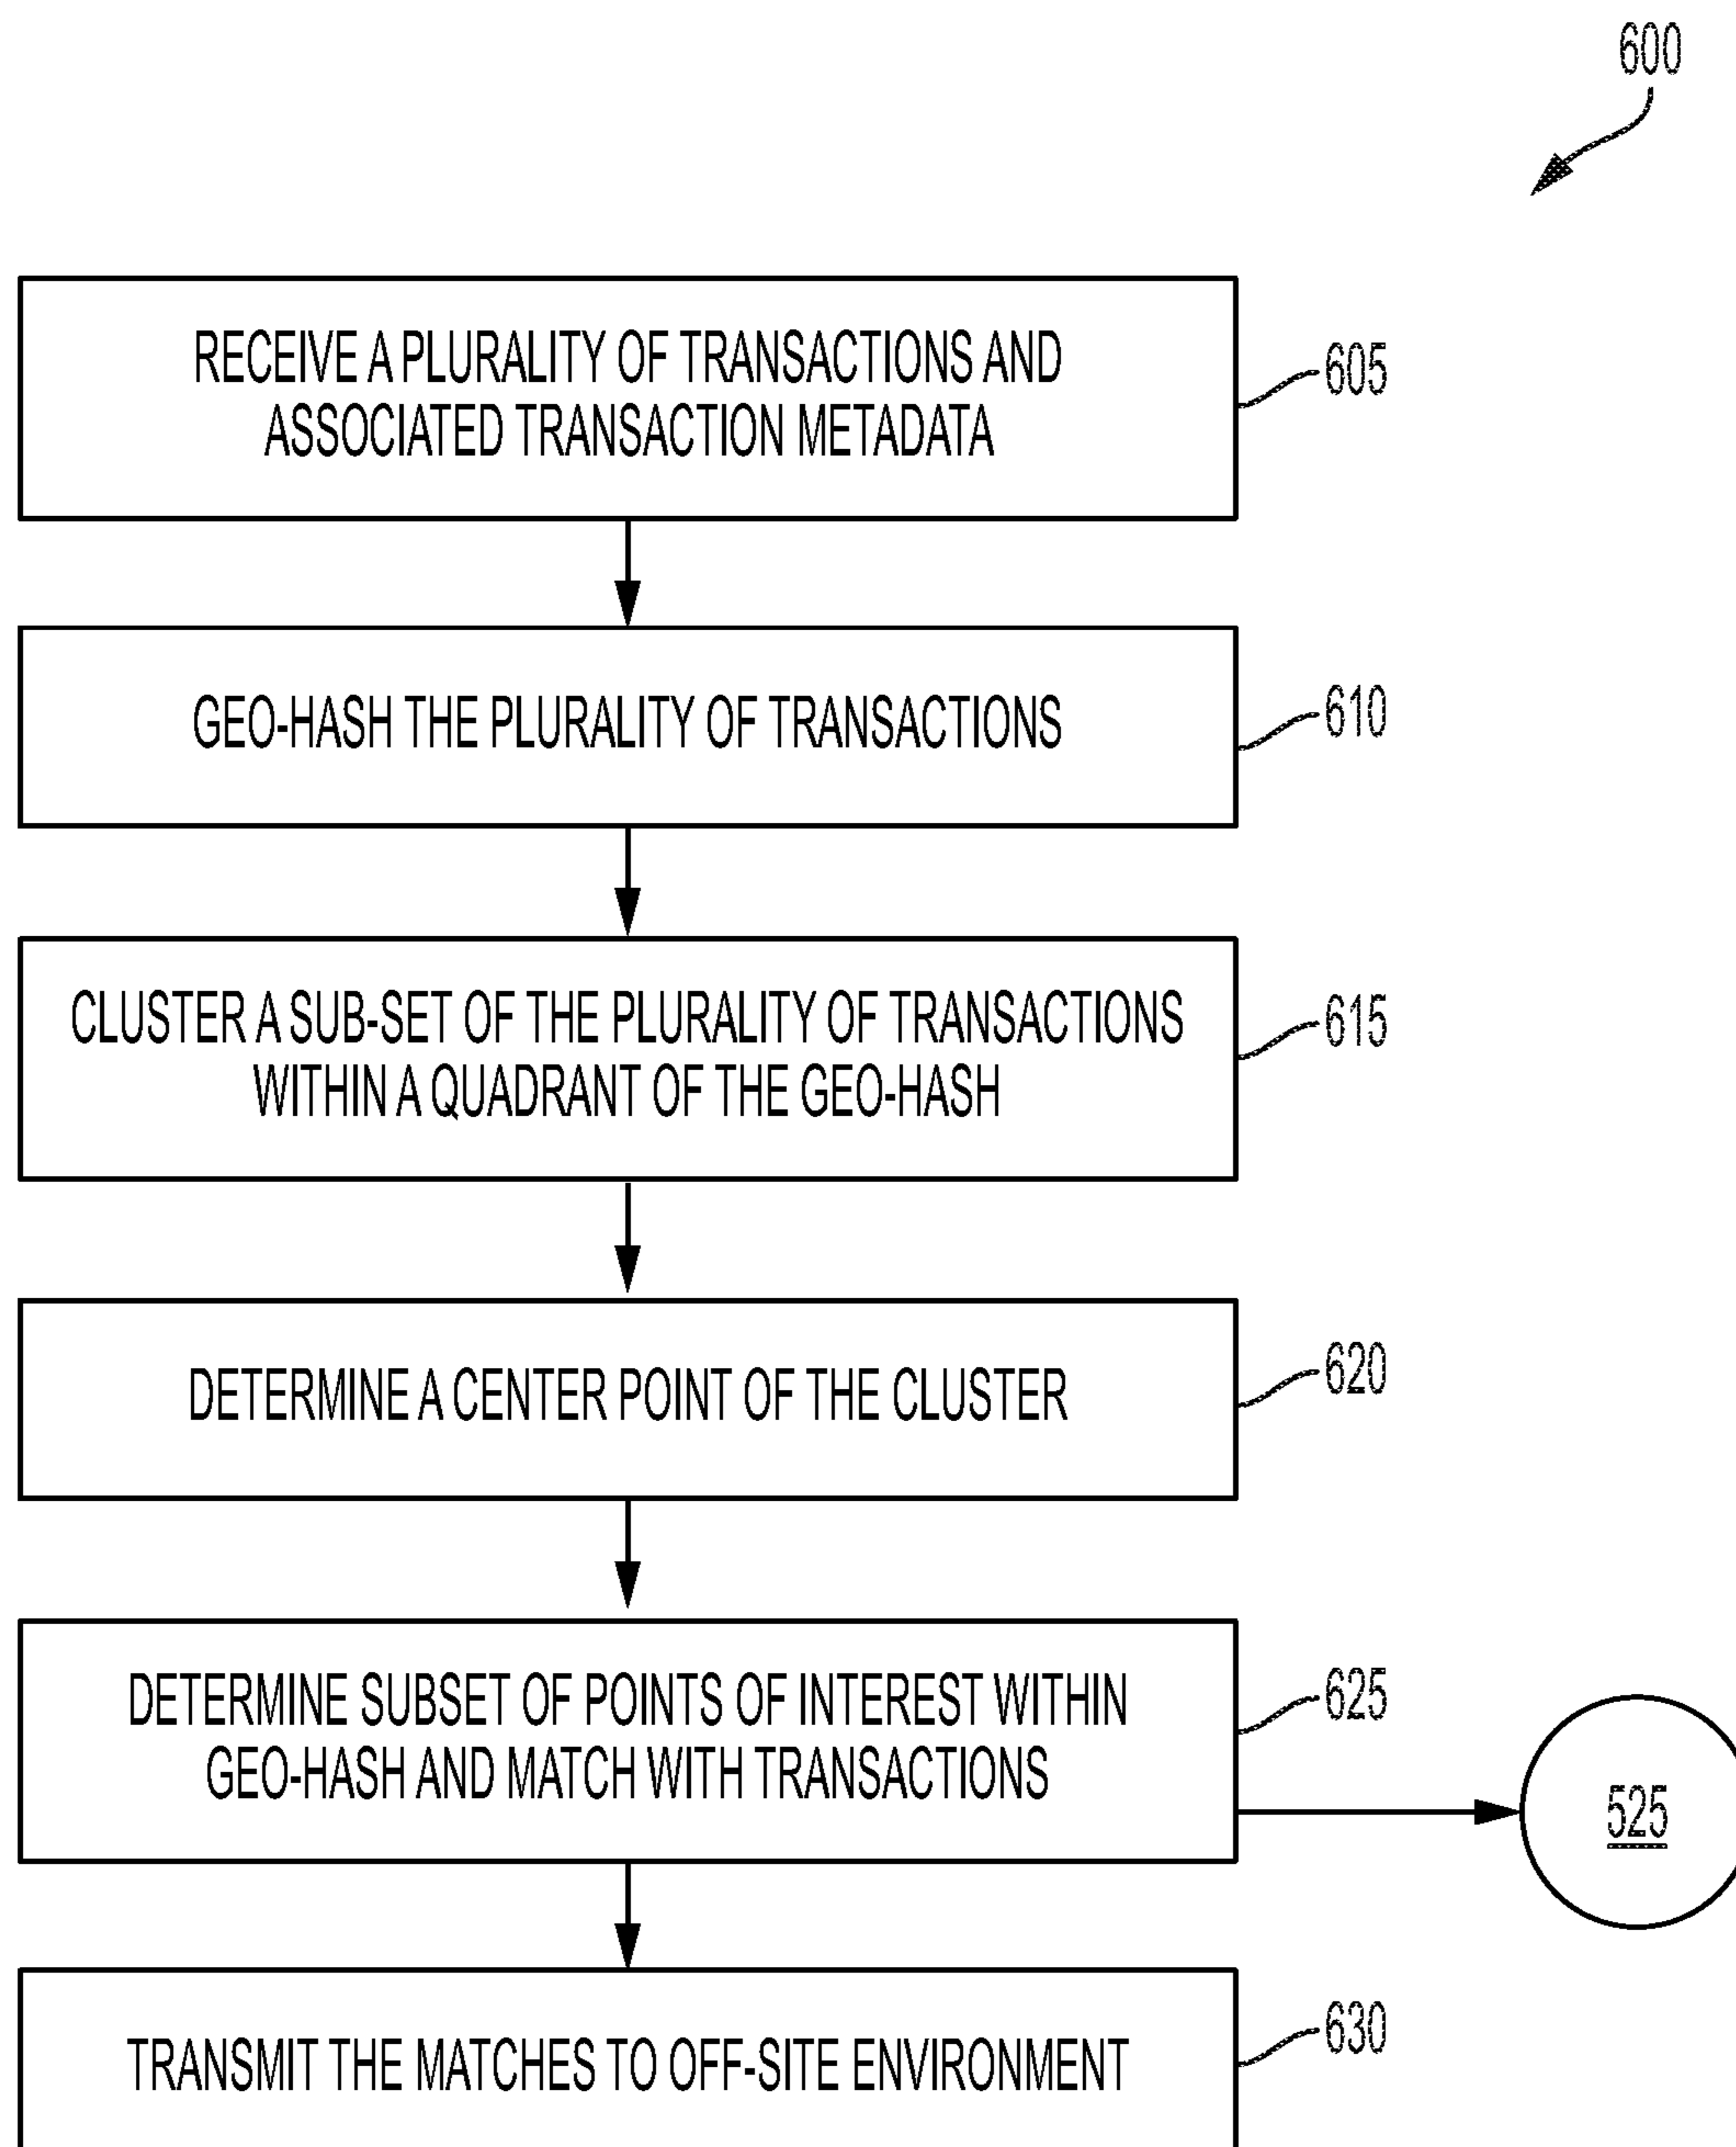 600
RECEIVE A PLURALITY OF TRANSACTIONS AND
ASSOCIATED TRANSACTION METADATA
605
GEO-HASH THE PLURALITY OF TRANSACTIONS
610
CLUSTER A SUB-SET OF THE PLURALITY OF TRANSACTIONS
WITHIN A QUADRANT OF THE GEO-HASH
615
DETERMINE A CENTER POINT OF THE CLUSTER
620
DETERMINE SUBSET OF POINTS OF INTEREST WITHIN
GEO-HASH AND MATCH WITH TRANSACTIONS
625
525
TRANSMIT THE MATCHES TO OFF-SITE ENVIRONMENT
630